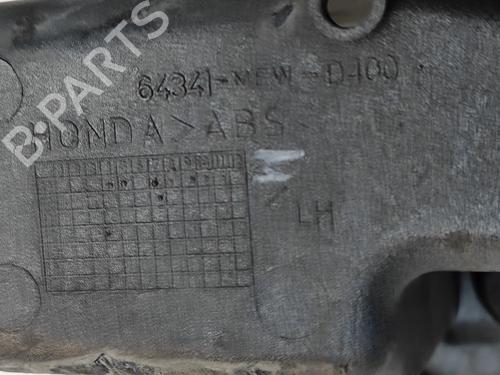 B PARTS
64341-MEW-D400
HONDA >ABS
LH